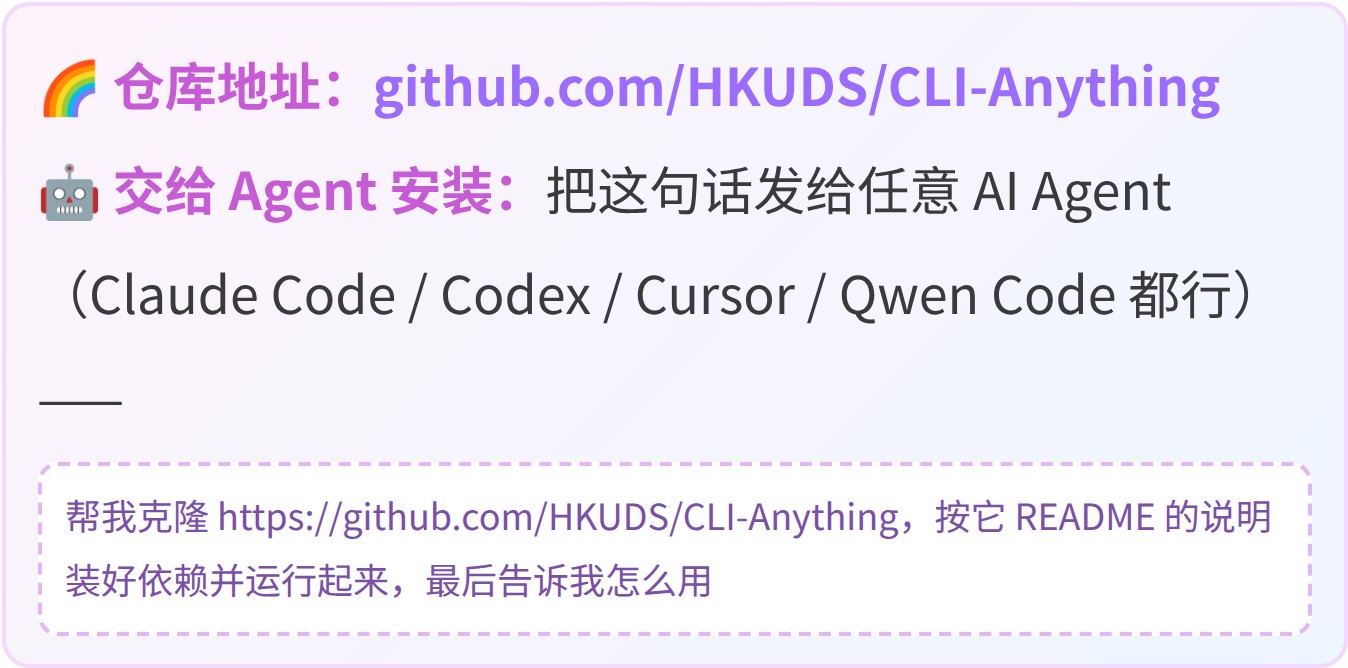 🌈 仓库地址：github.com/HKUDS/CLI-Anything
🤖 交给 Agent 安装：把这句话发给任意 AI Agent
（Claude Code / Codex / Cursor / Qwen Code 都行）
——
帮我克隆 https://github.com/HKUDS/CLI-Anything，按它 README 的说明
装好依赖并运行起来，最后告诉我怎么用